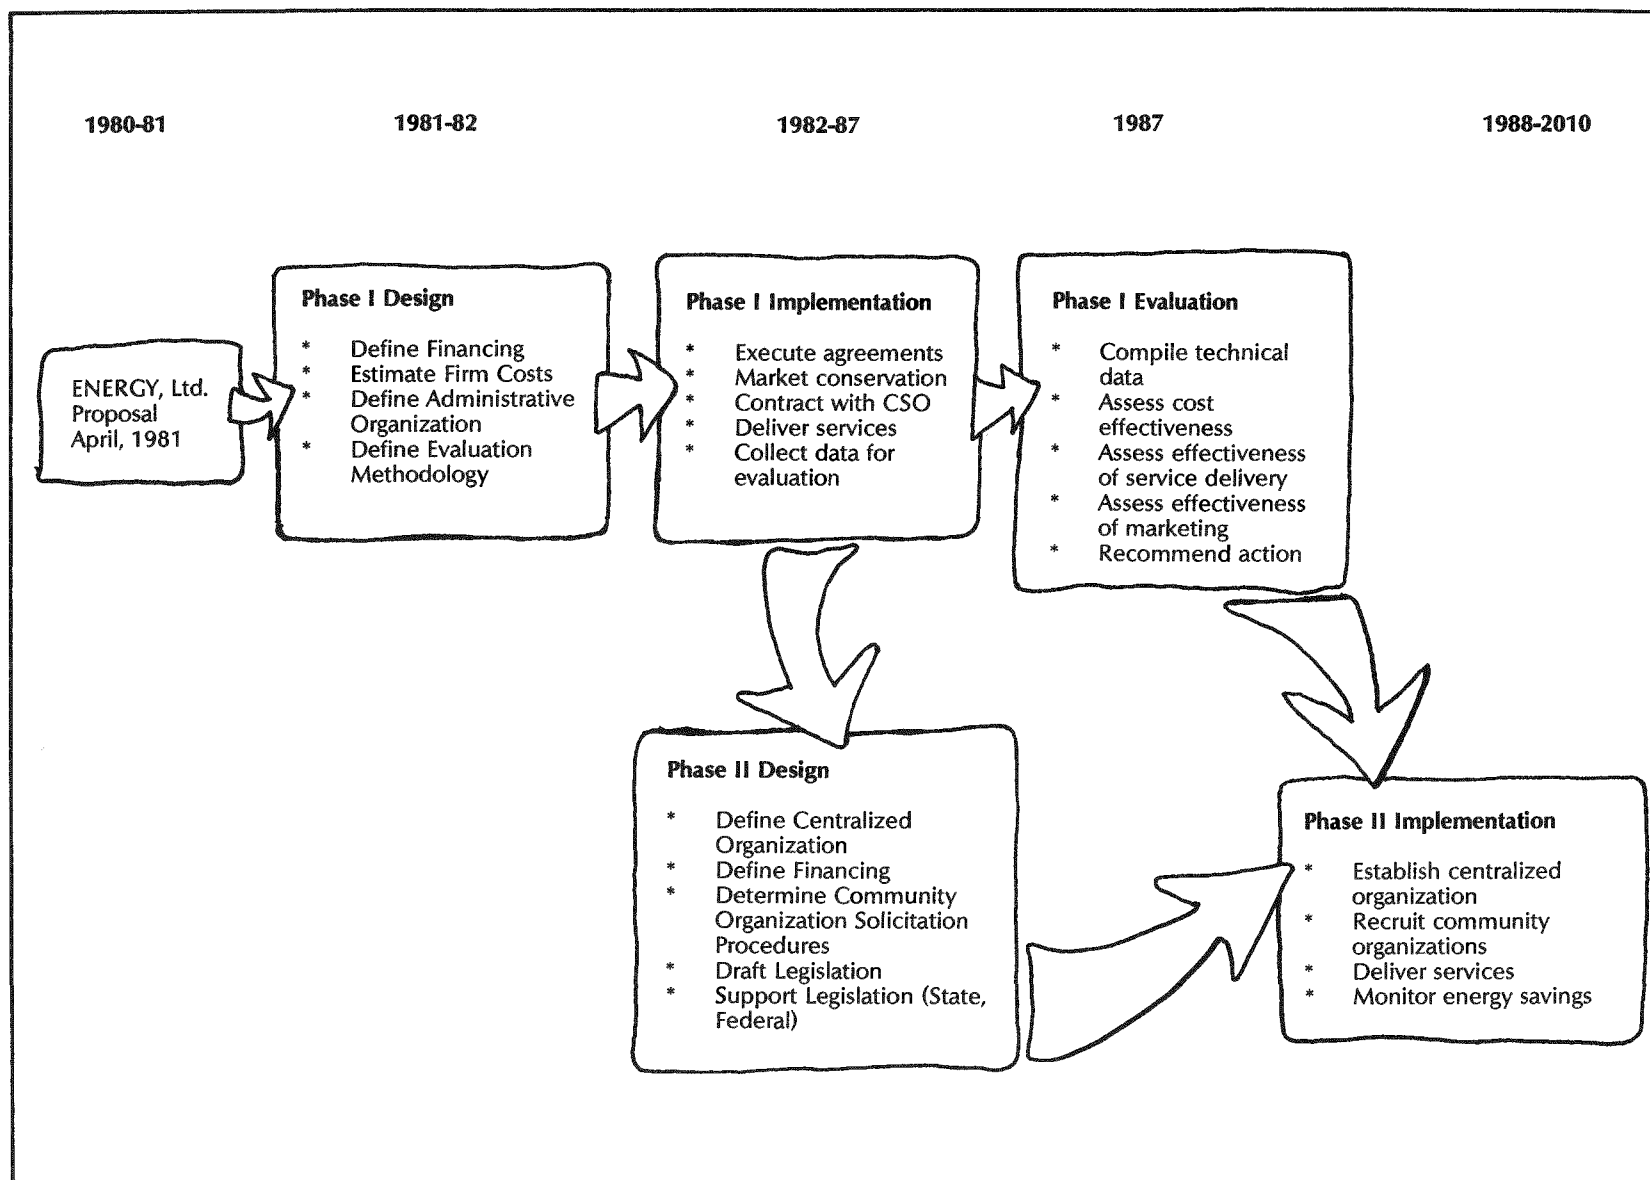 1980-81
1981-82
1982-87
1987
1988-2010
ENERGY, Ltd.
Proposal
April, 1981
Phase I Design
* Define Financing
* Estimate Firm Costs
* Define Administrative
Organization
* Define Evaluation
Methodology
Phase I Implementation
* Execute agreements
* Market conservation
* Contract with CSO
* Deliver services
* Collect data for
evaluation
Phase I Evaluation
* Compile technical
data
* Assess cost
effectiveness
* Assess effectiveness
of service delivery
* Assess effectiveness
of marketing
* Recommend action
Phase II Design
* Define Centralized
Organization
* Define Financing
* Determine Community
Organization Solicitation
Procedures
* Draft Legislation
* Support Legislation (State,
Federal)
Phase II Implementation
* Establish centralized
organization
* Recruit community
organizations
* Deliver services
* Monitor energy savings